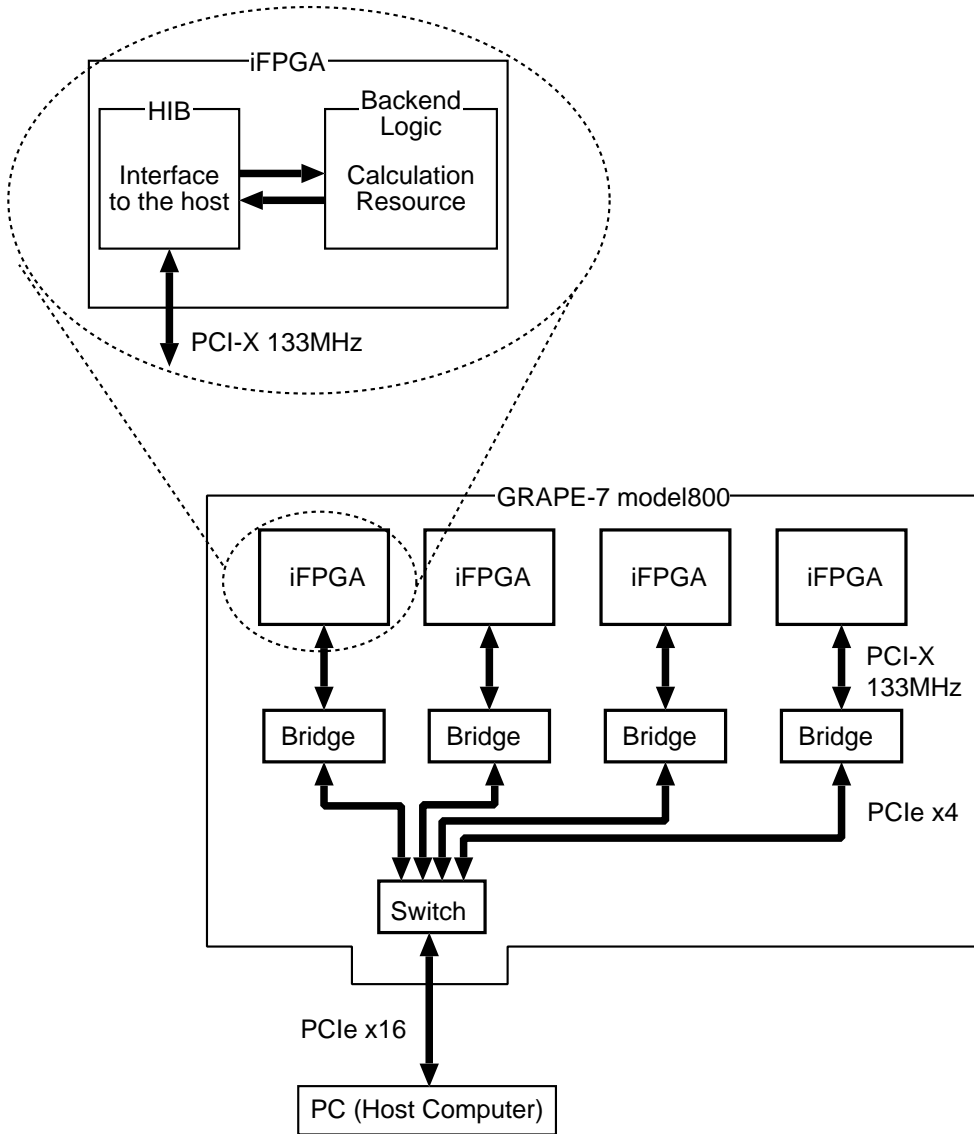 iFPGA
HIB
Backend
Logic
Interface
to the host
Calculation
Resource
PCI-X 133MHz
GRAPE-7 model800
iFPGA
iFPGA
iFPGA
iFPGA
PCI-X
133MHz
Bridge
Bridge
Bridge
Bridge
PCIe x4
Switch
PCIe x16
PC (Host Computer)